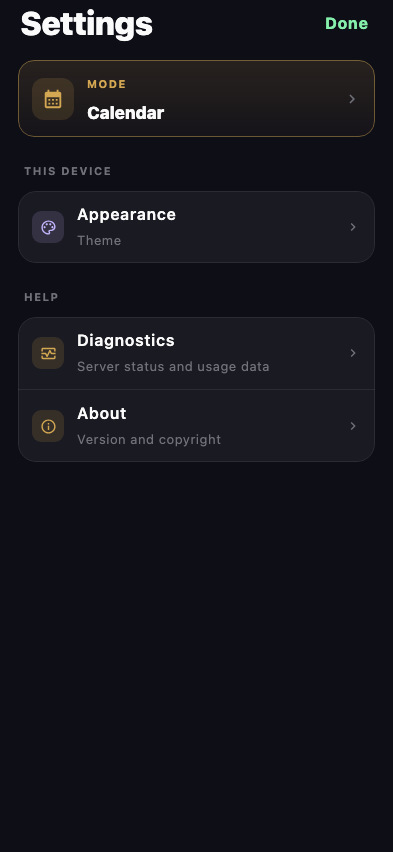 Settings
Done
MODE
Calendar
THIS DEVICE
Appearance
Theme
HELP
Diagnostics
Server status and usage data
About
Version and copyright